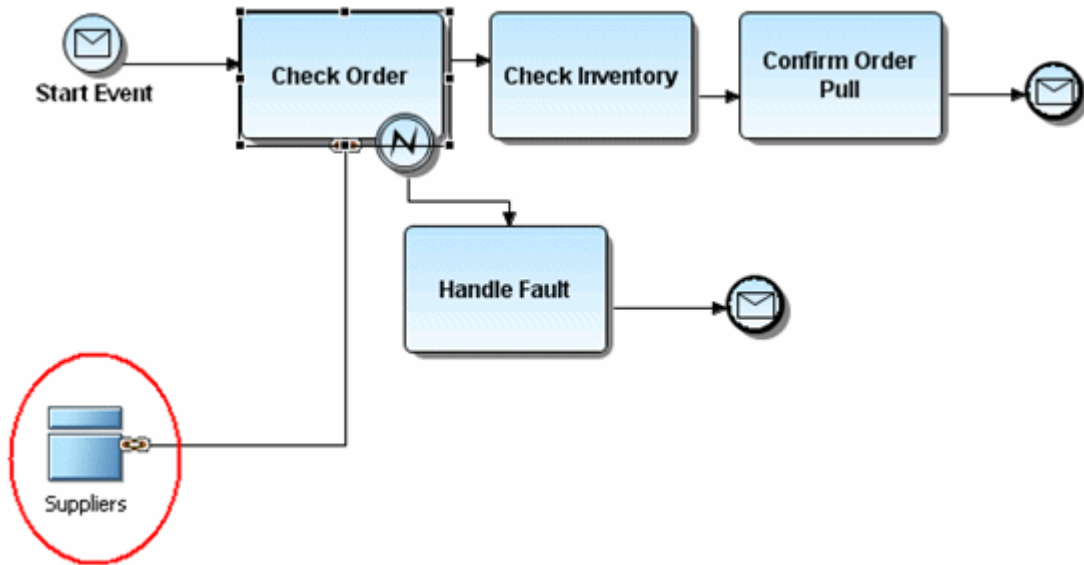 Start Event
Check Order
Check Inventory
Confirm Order
Pull
Handle Fault
Suppliers